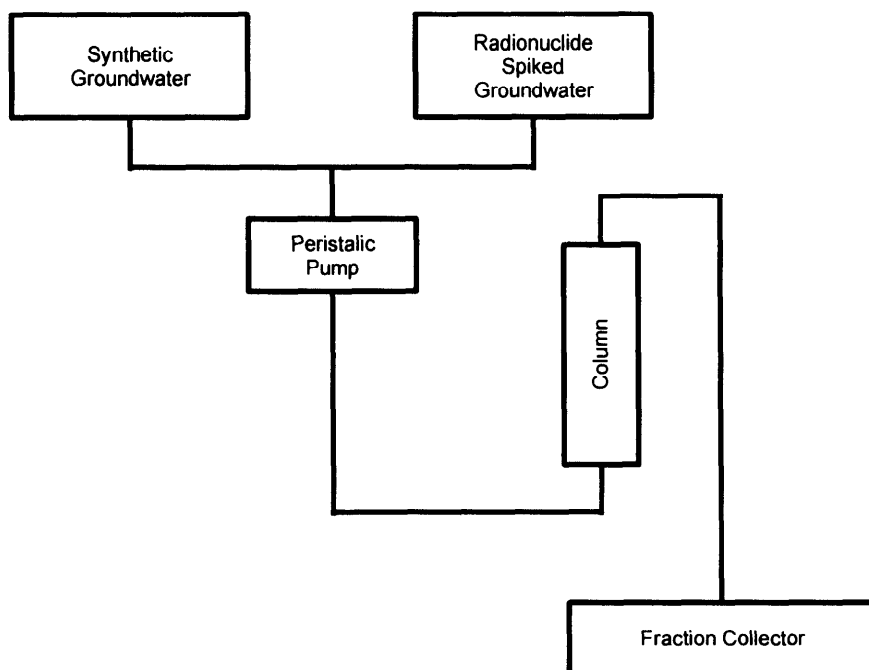 Synthetic
Groundwater
Radionuclide
Spiked
Groundwater
Peristalic
Pump
Column
Fraction Collector